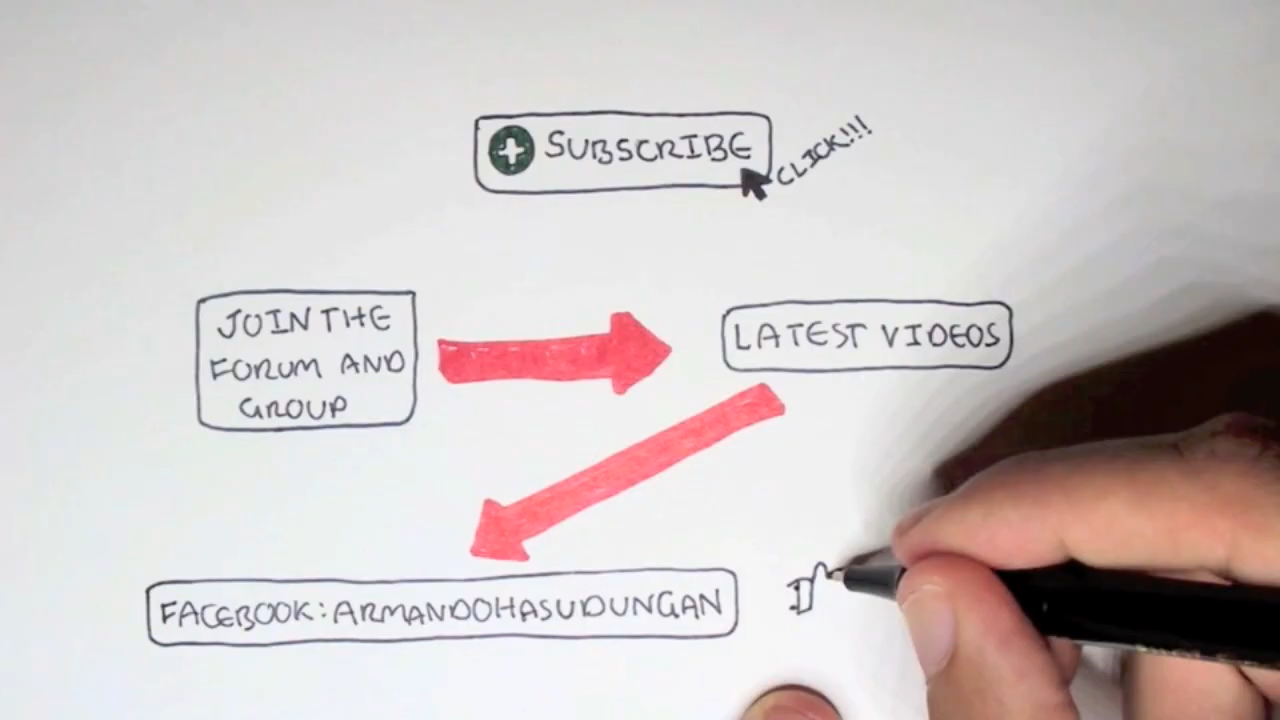 SUBSCRIBE
CLICK!!!
JOIN THE
FORUM AND
GROUP
LATEST VIDEOS
FACEBOOK: ARMANDOHASUDUNGAN